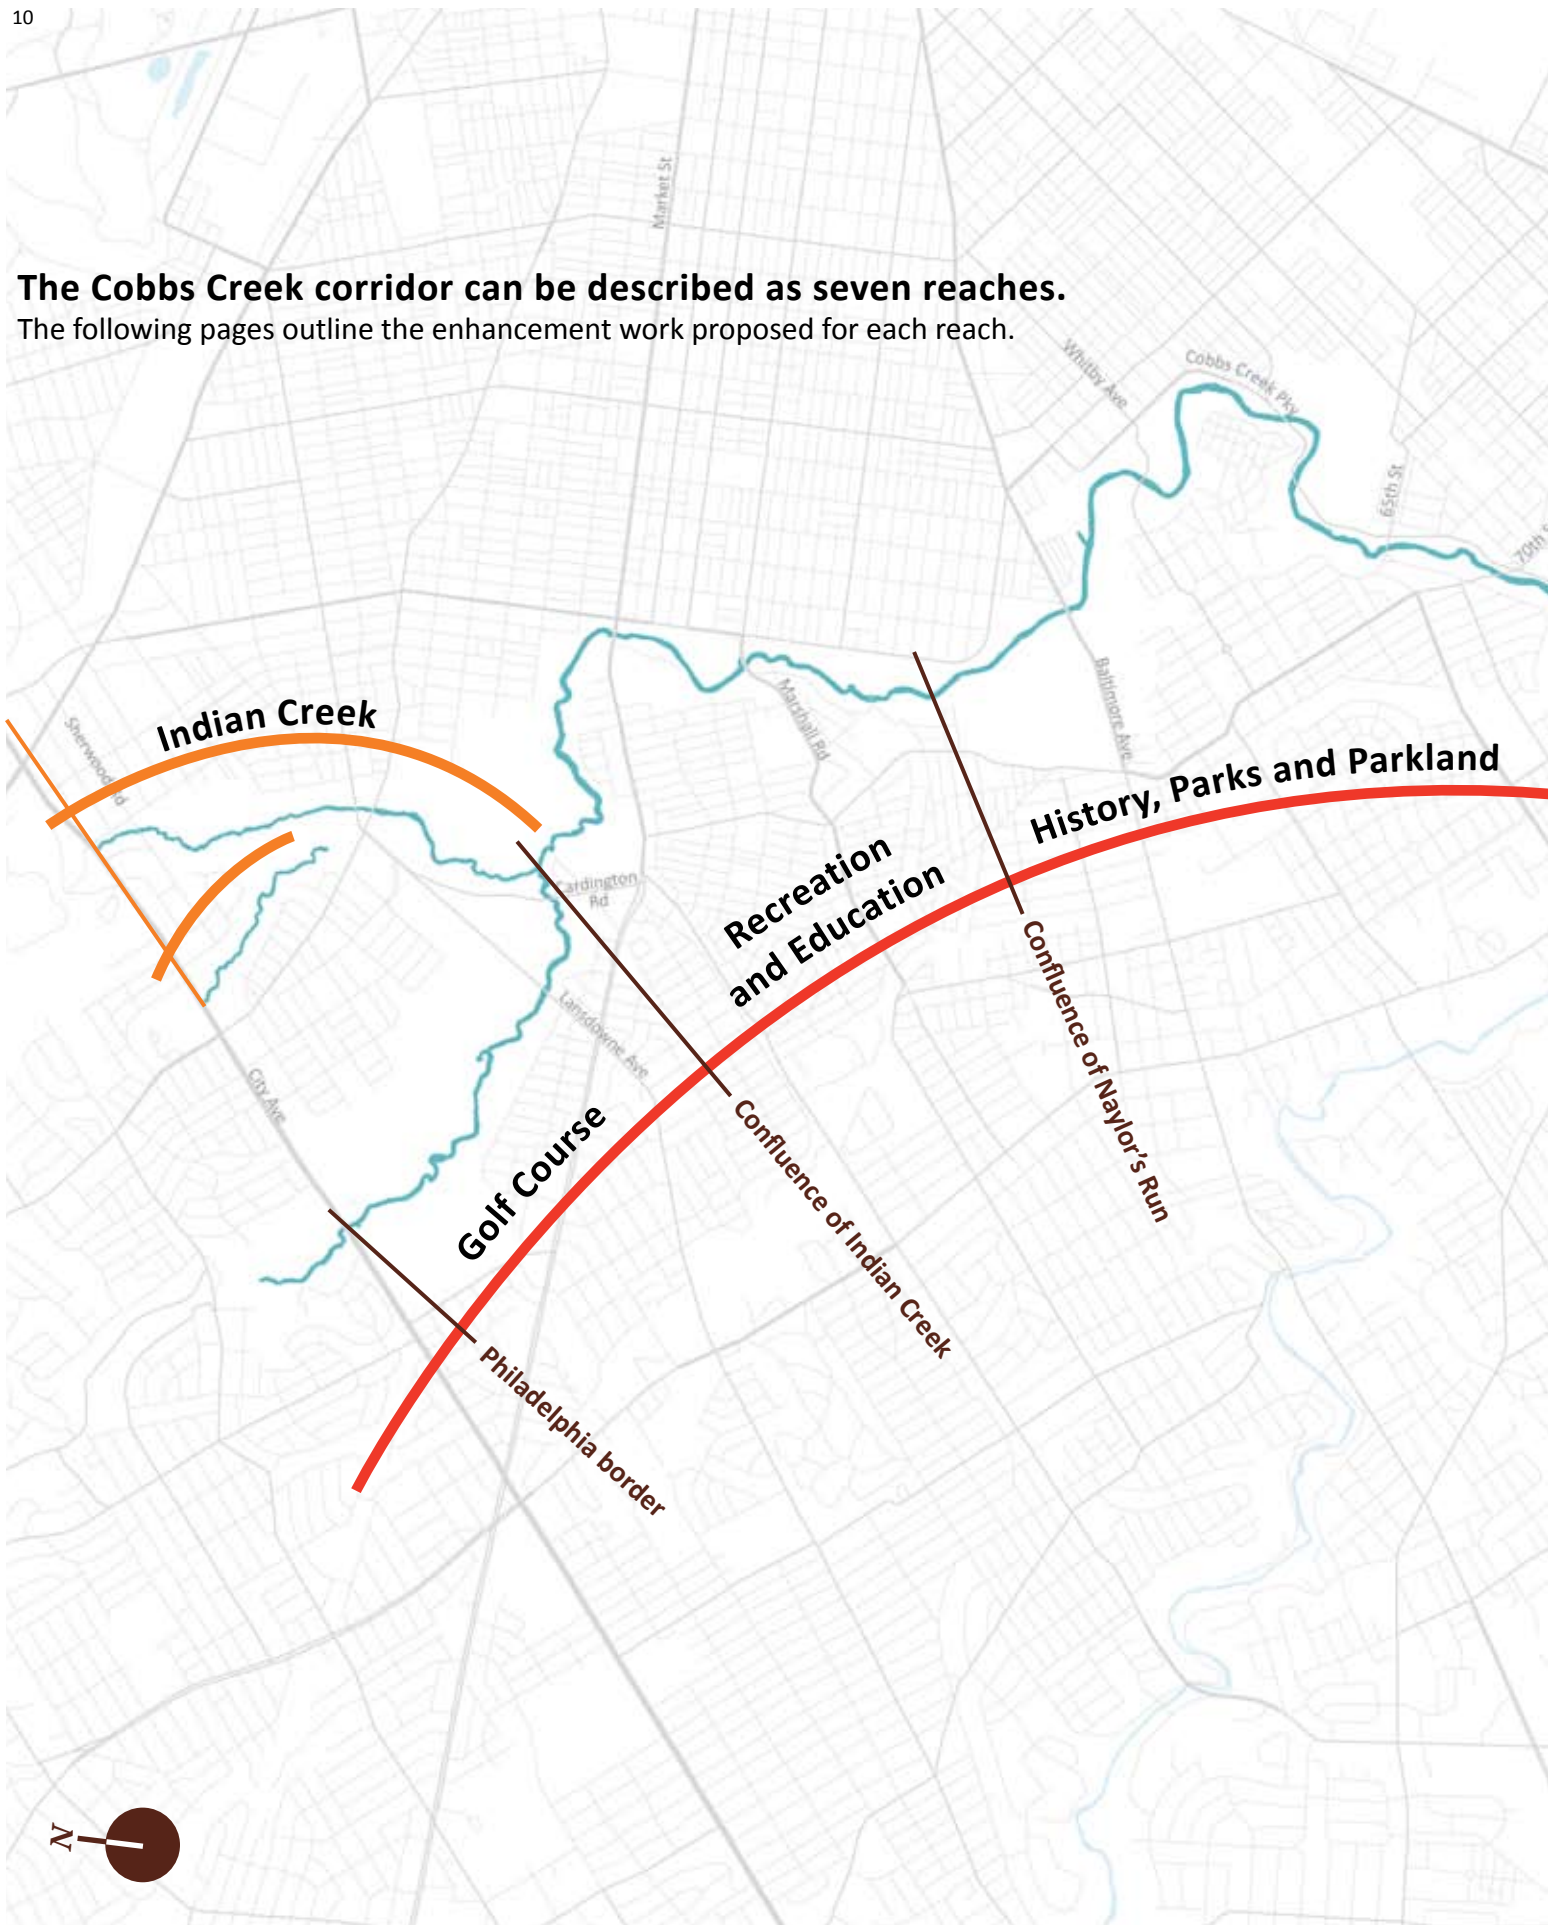 10
Market St
The Cobbs Creek corridor can be described as seven reaches.
The following pages outline the enhancement work proposed for each reach.
Whitby Ave
Cobbs Creek Pky
65th St
70th
Indian Creek
Sherwood Rd
Marshall Rd
Baltimore Ave
History, Parks and Parkland
Recreation
and Education
Cardington
Rd
Lansdowne Ave
Confluence of Naylor's Run
City Ave
Golf Course
Confluence of Indian Creek
Philadelphia border
N